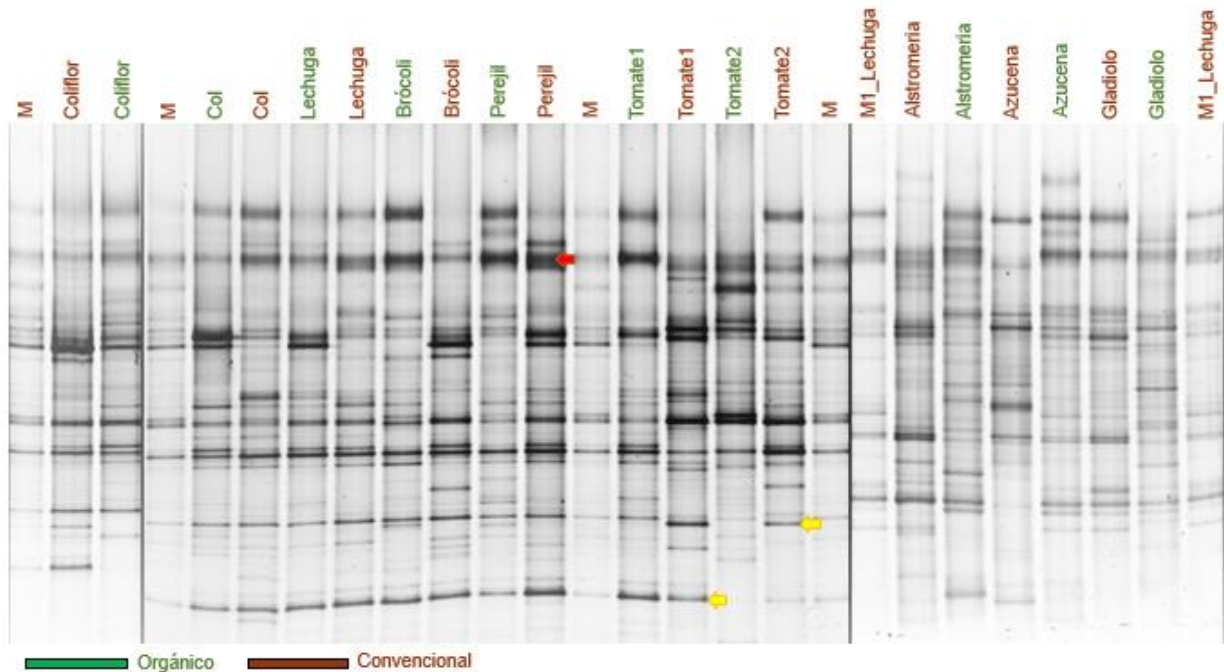 M
Coliflor
Coliflor
M
Col
Col
Lechuga
Lechuga
Brócoli
Brócoli
Perejil
Perejil
M
Tomate1
Tomate1
Tomate2
Tomate2
M
M1_Lechuga
Alstromeria
Alstromeria
Azucena
Azucena
Gladiolo
Gladiolo
M1_Lechuga
Orgánico
Convencional